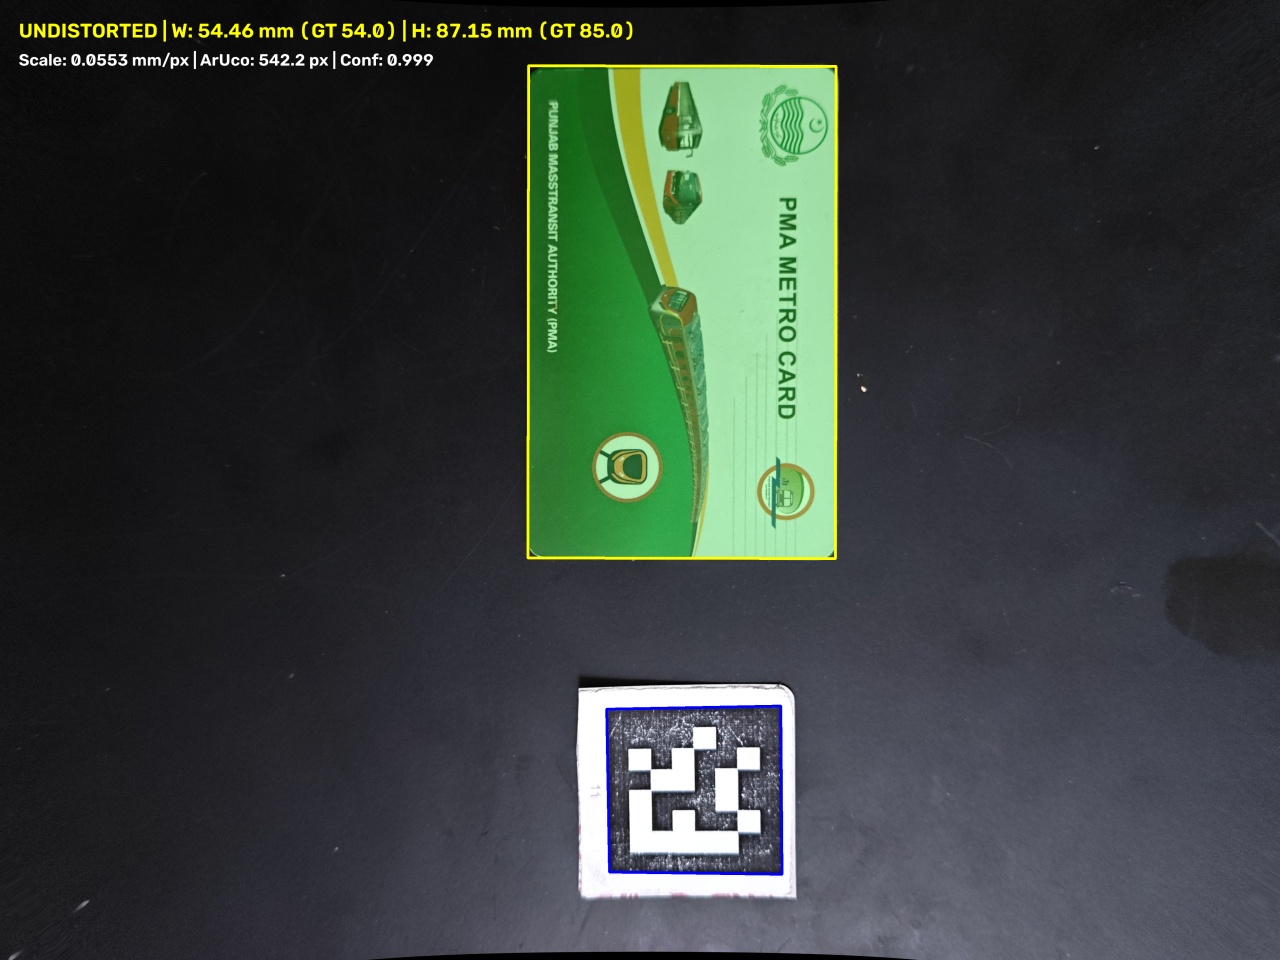 UNDISTORTED | W: 54.46 mm (GT 54.0) | H: 87.15 mm (GT 85.0)
Scale: 0.0553 mm/px | ArUco: 542.2 px | Conf: 0.999
PMA METRO CARD
PUNJAB MASSTRANSIT AUTHORITY (PMA)
11